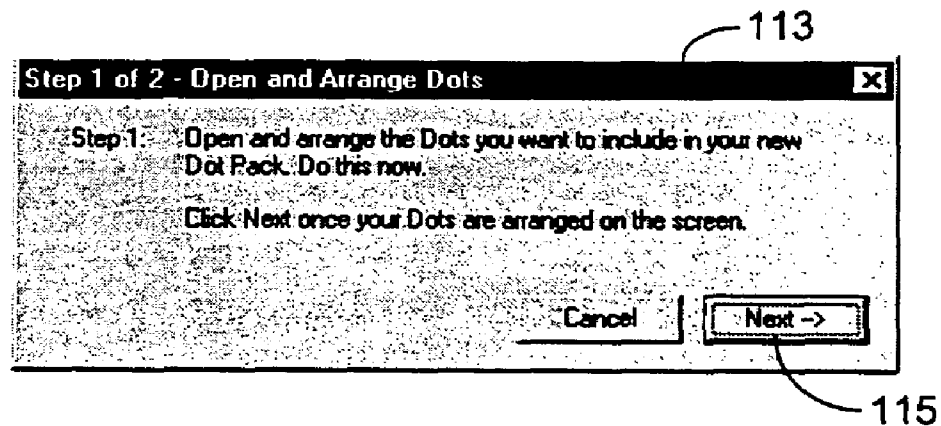 113
Step 1 of 2 - Open and Arrange Dots
Step 1: Open and arrange the Dots you want to include in your new
Dot Pack. Do this now.
Click Next once your Dots are arranged on the screen.
Cancel Next ->
115